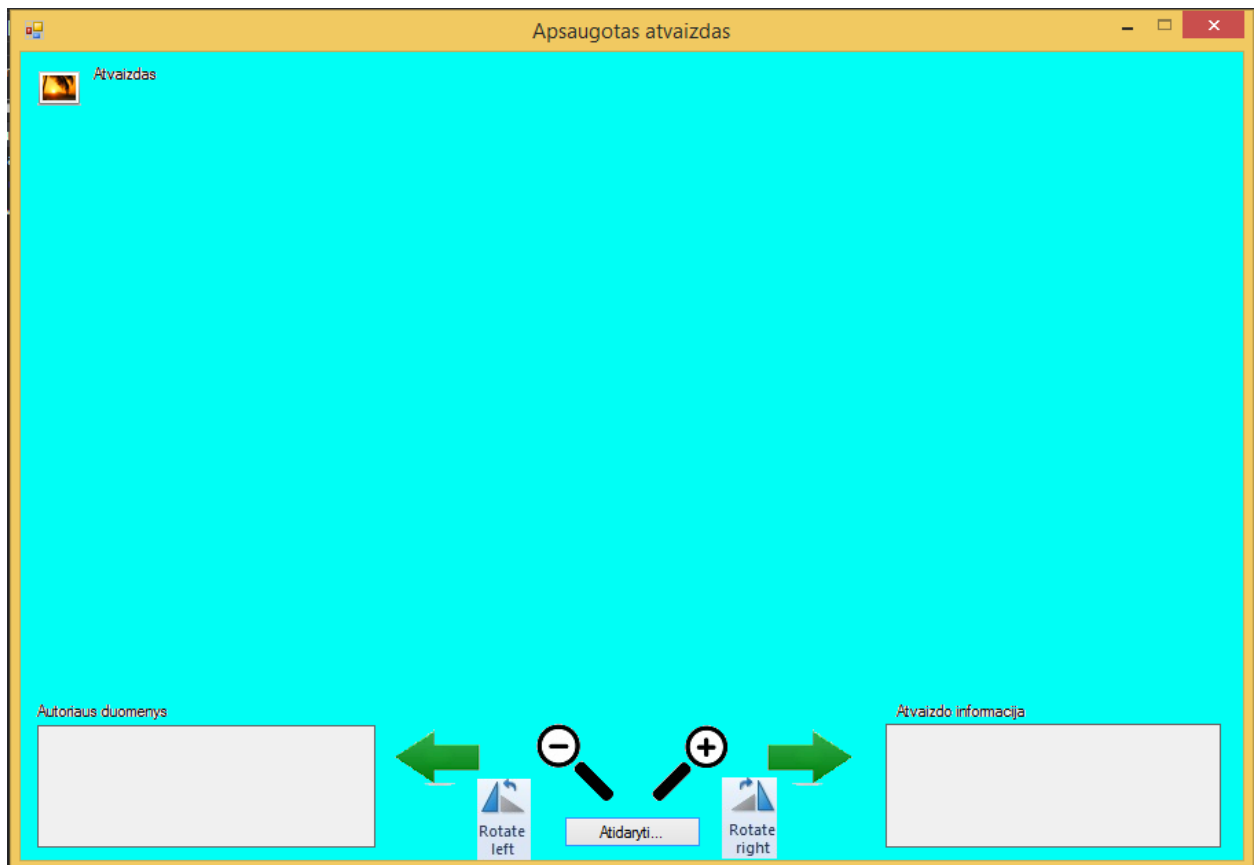 Apsaugotas atvaizdas
Atvaizdas
Autoriaus duomenys
Atvaizdo informacija
Rotate
left
Atidaryti...
Rotate
right